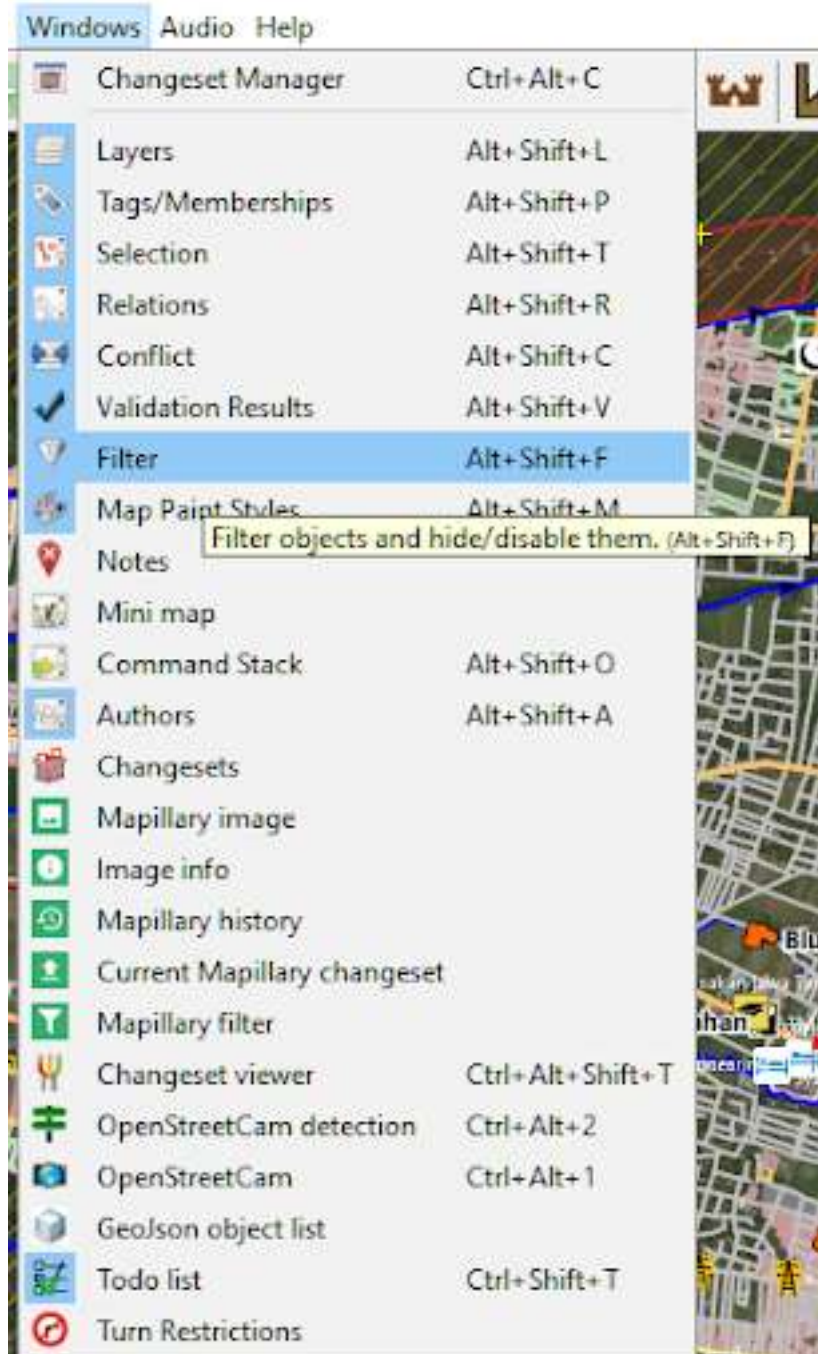 Windows Audio Help
Changeset Manager Ctrl+Alt+C
Layers Alt+Shift+L
Tags/Memberships Alt+Shift+P
Selection Alt+Shift+T
Relations Alt+Shift+R
Conflict Alt+Shift+C
Validation Results Alt+Shift+V
Filter Alt+Shift+F
Map Paint Styles Alt+Shift+M
Filter objects and hide/disable them. (Alt+Shift+F)
Notes
Mini map
Command Stack Alt+Shift+O
Authors Alt+Shift+A
Changesets
Mapillary image
Image info
Mapillary history
Blu
Current Mapillary changeset
Mapillary filter
ihan
Changeset viewer Ctrl+Alt+Shift+T
OpenStreetCam detection Ctrl+Alt+2
OpenStreetCam Ctrl+Alt+1
GeoJson object list
Todo list Ctrl+Shift+T
Turn Restrictions